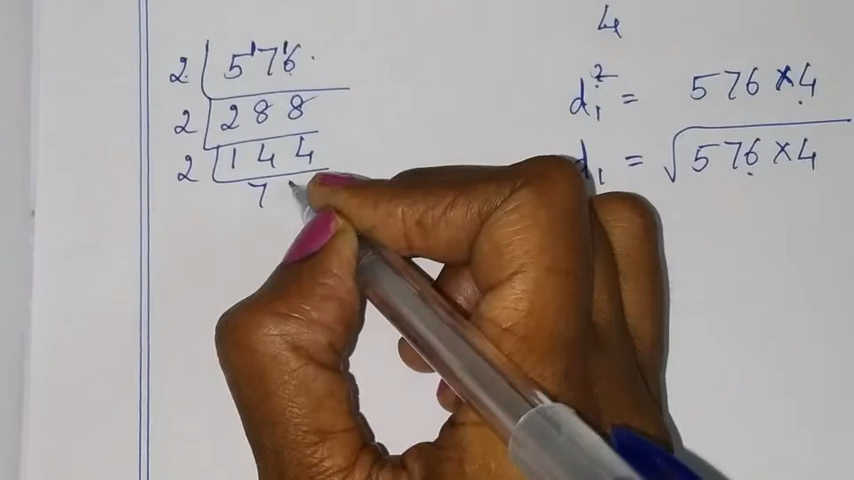 2 | 576
2 | 288
2 | 144
7
4
d₁² = 576 × 4
d₁ = √576 × 4